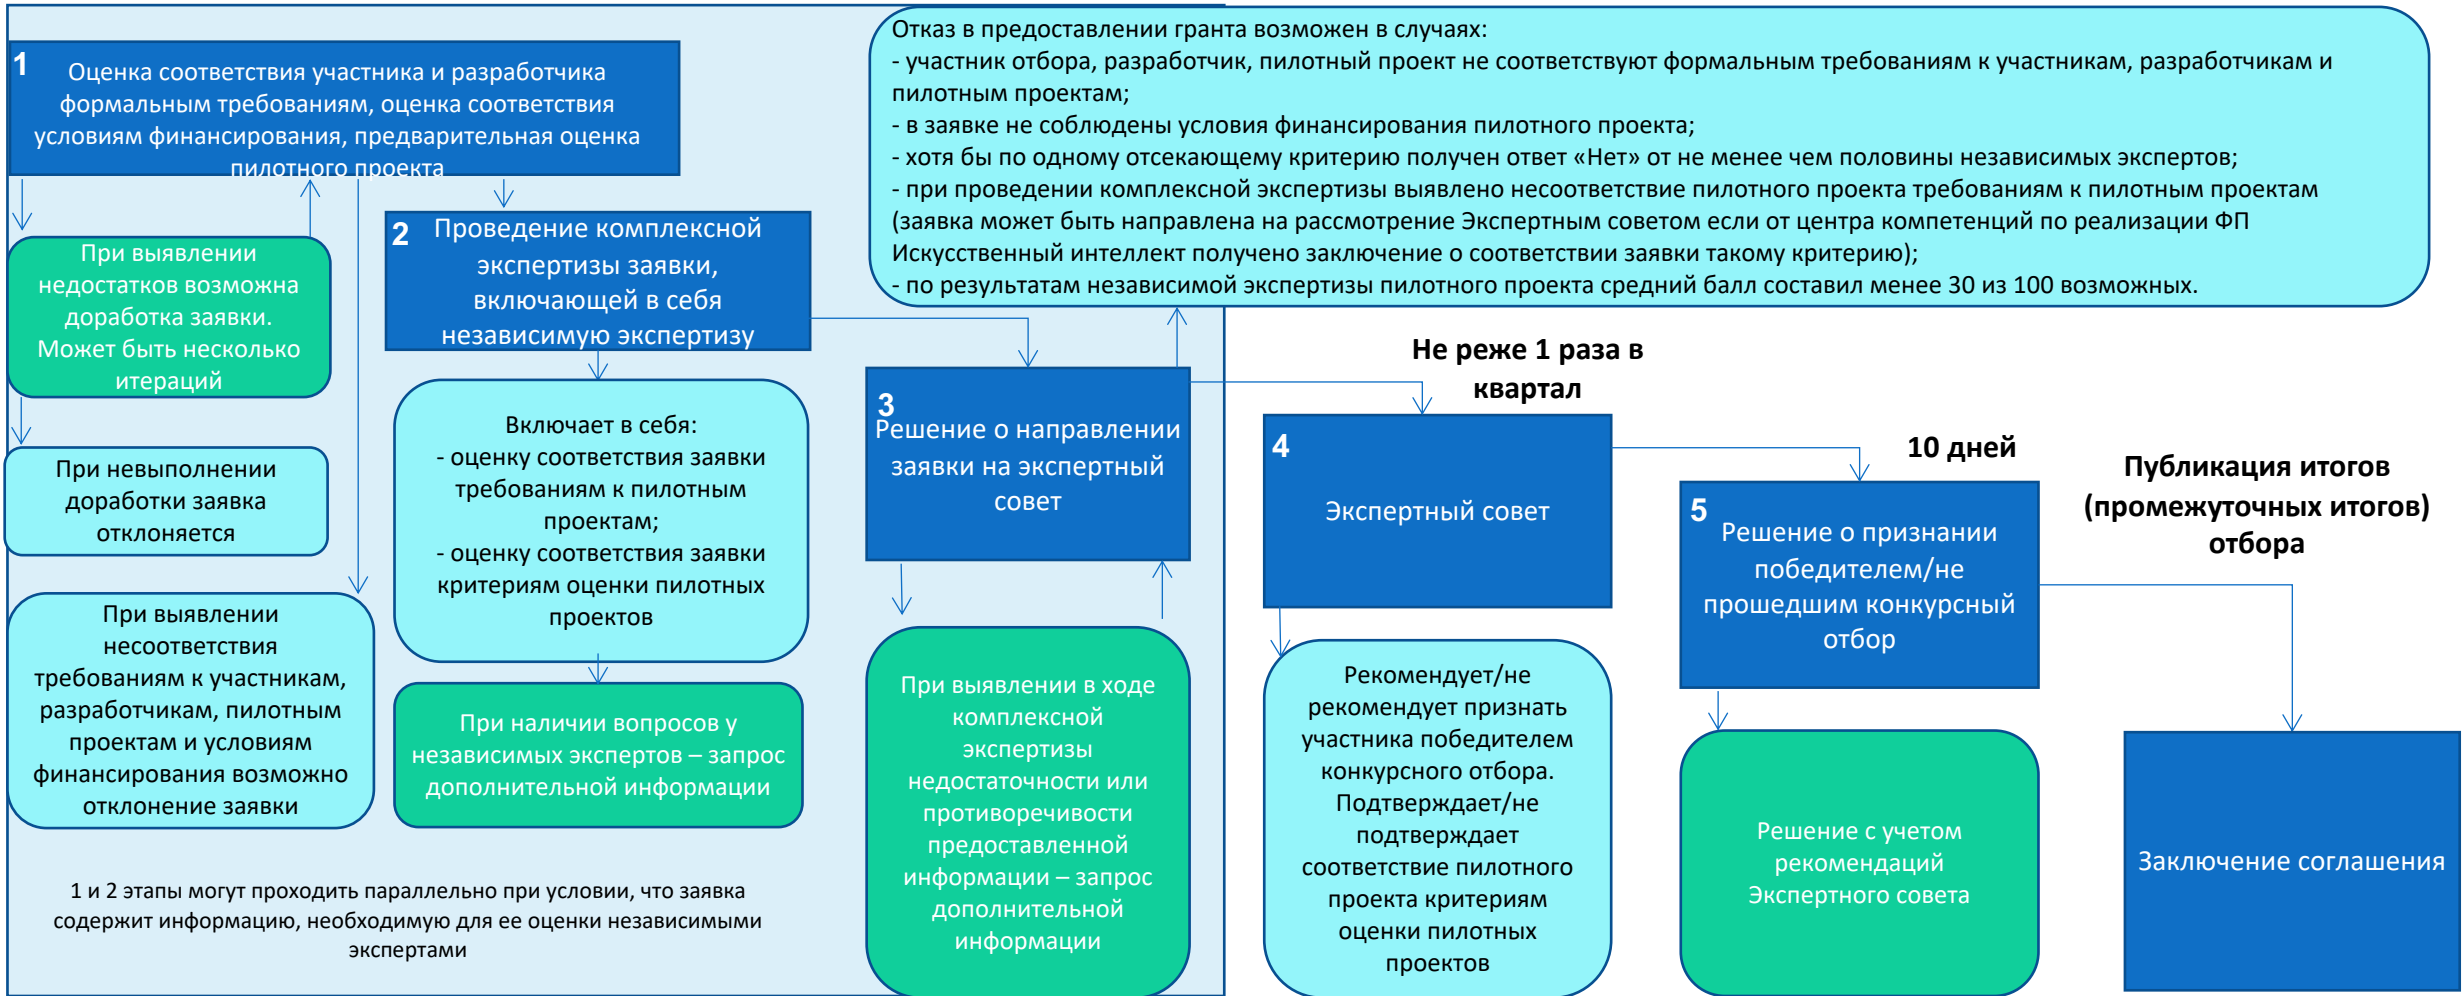 1
Оценка соответствия участника и разработчика
формальным требованиям, оценка соответствия
условиям финансирования, предварительная оценка
пилотного проекта
При выявлении
недостатков возможна
доработка заявки.
Может быть несколько
итераций
При невыполнении
доработки заявка
отклоняется
При выявлении
несоответствия
требованиям к участникам,
разработчикам, пилотным
проектам и условиям
финансирования возможно
отклонение заявки
2
Проведение комплексной
экспертизы заявки,
включающей в себя
независимую экспертизу
Включает в себя:
- оценку соответствия заявки
требованиям к пилотным
проектам;
- оценку соответствия заявки
критериям оценки пилотных
проектов
При наличии вопросов у
независимых экспертов – запрос
дополнительной информации
1 и 2 этапы могут проходить параллельно при условии, что заявка
содержит информацию, необходимую для ее оценки независимыми
экспертами
Отказ в предоставлении гранта возможен в случаях:
- участник отбора, разработчик, пилотный проект не соответствуют формальным требованиям к участникам, разработчикам и
пилотным проектам;
- в заявке не соблюдены условия финансирования пилотного проекта;
- хотя бы по одному отсекающему критерию получен ответ «Нет» от не менее чем половины независимых экспертов;
- при проведении комплексной экспертизы выявлено несоответствие пилотного проекта требованиям к пилотным проектам
(заявка может быть направлена на рассмотрение Экспертным советом если от центра компетенций по реализации ФП
Искусственный интеллект получено заключение о соответствии заявки такому критерию);
- по результатам независимой экспертизы пилотного проекта средний балл составил менее 30 из 100 возможных.
3
Решение о направлении
заявки на экспертный
совет
При выявлении в ходе
комплексной
экспертизы
недостаточности или
противоречивости
предоставленной
информации – запрос
дополнительной
информации
Не реже 1 раза в
квартал
4
Экспертный совет
Рекомендует/не
рекомендует признать
участника победителем
конкурсного отбора.
Подтверждает/не
подтверждает
соответствие пилотного
проекта критериям
оценки пилотных
проектов
10 дней
5
Решение о признании
победителем/не
прошедшим конкурсный
отбор
Решение с учетом
рекомендаций
Экспертного совета
Публикация итогов
(промежуточных итогов)
отбора
Заключение соглашения